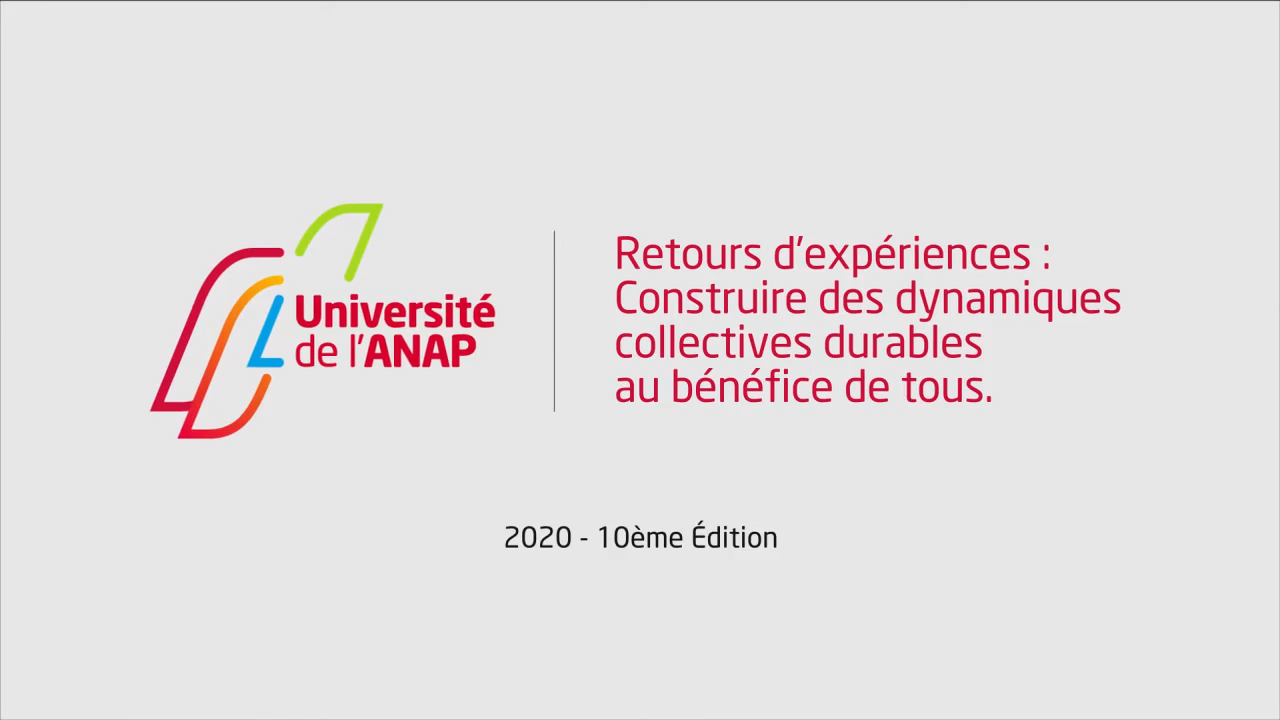 Université
de l'ANAP
Retours d'expériences :
Construire des dynamiques
collectives durables
au bénéfice de tous.
2020 - 10ème Édition